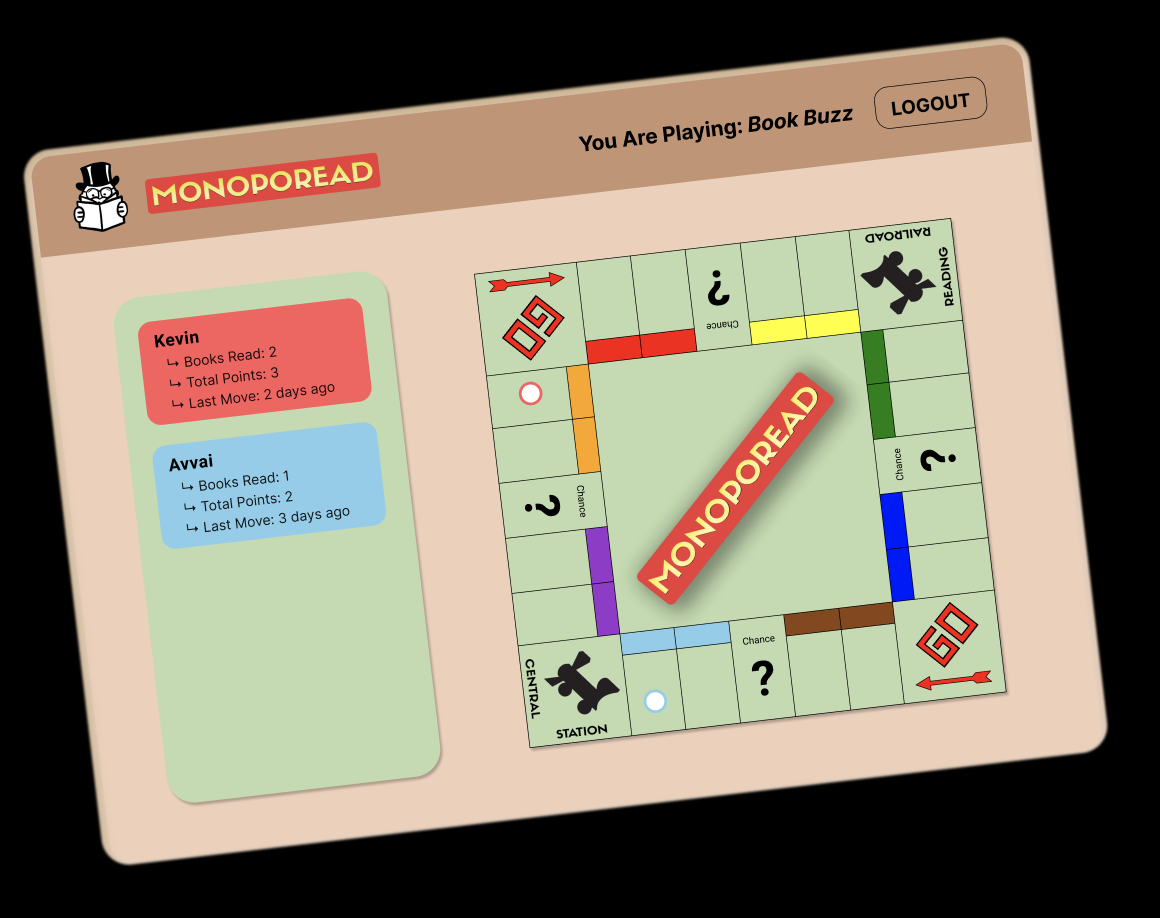 MONOPOREAD
You Are Playing: Book Buzz
LOGOUT
Kevin
↳ Books Read: 2
↳ Total Points: 3
↳ Last Move: 2 days ago
Avvai
↳ Books Read: 1
↳ Total Points: 2
↳ Last Move: 3 days ago
GO
?
Chance
RAILROAD
READING
?
Chance
MONOPOREAD
Chance
?
CENTRAL
STATION
Chance
?
GO